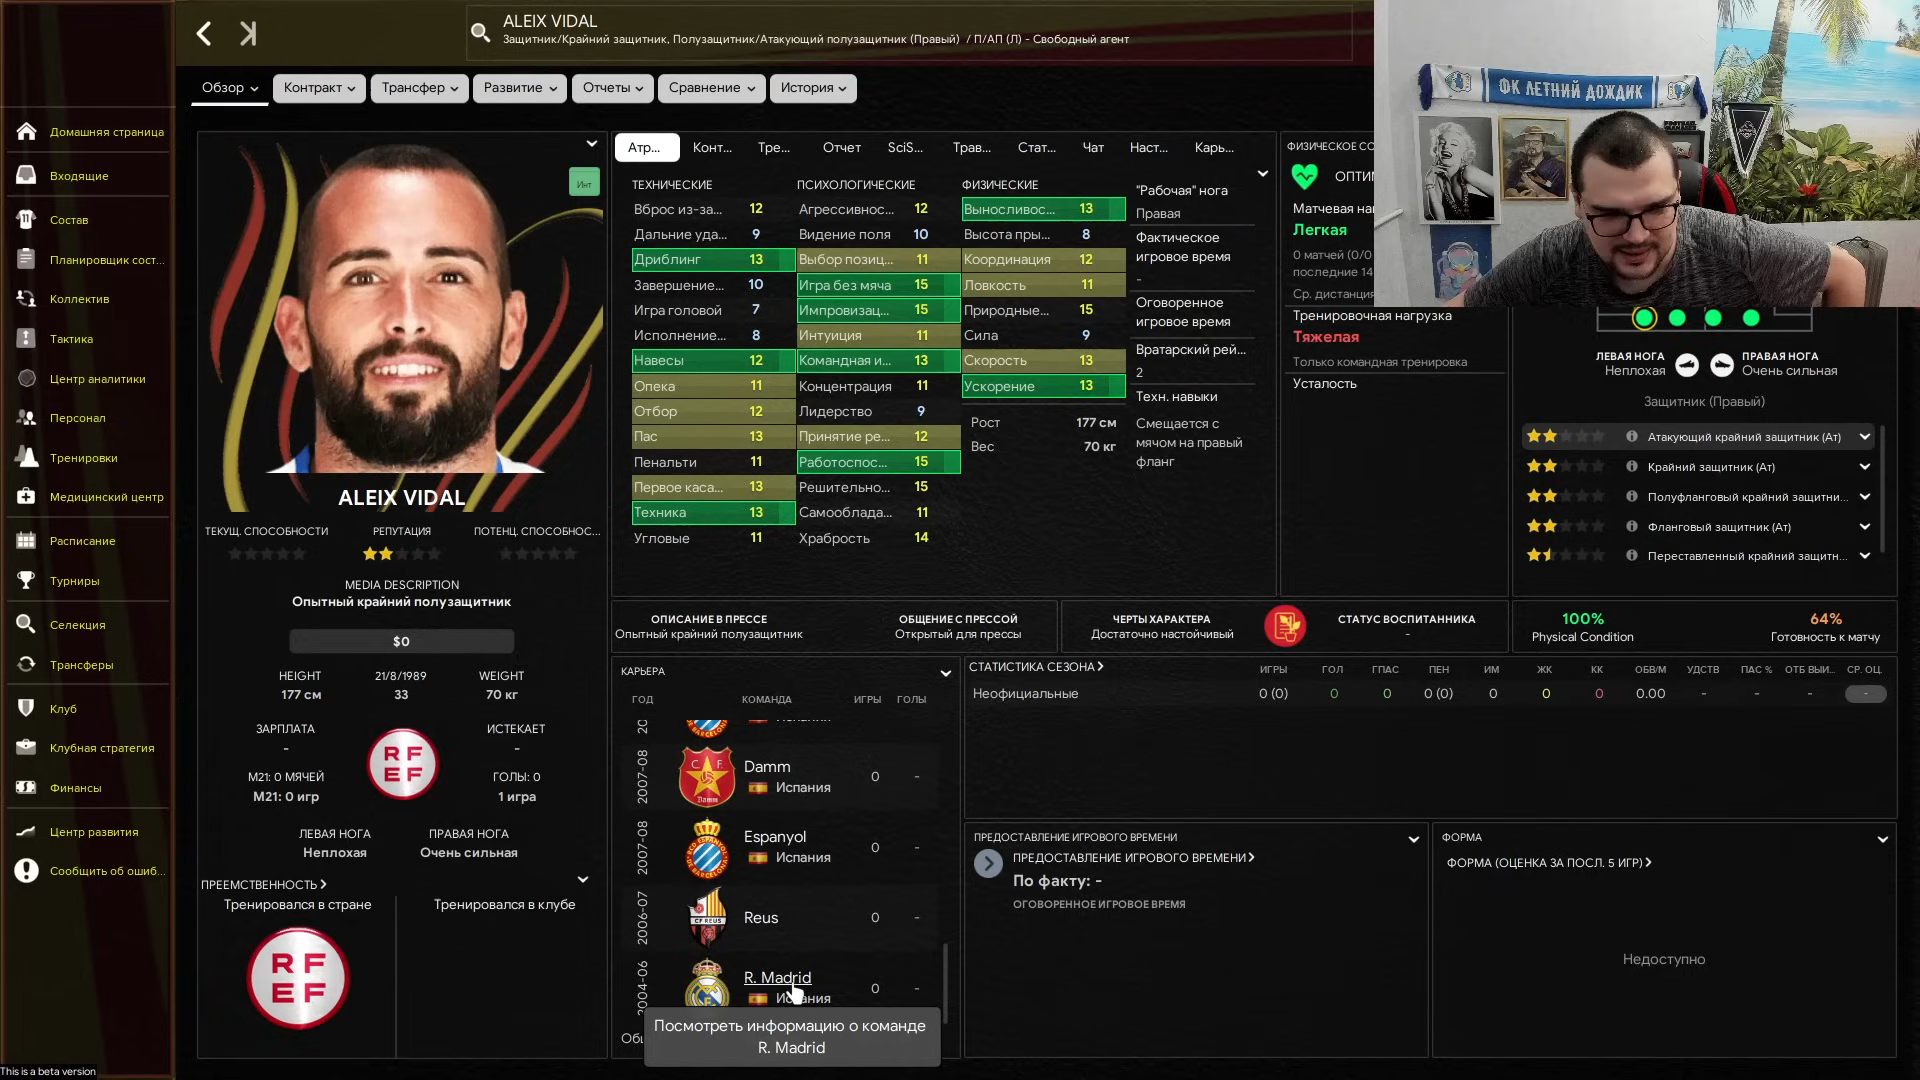 ALEIX VIDAL
Защитник/Крайний защитник, Полузащитник/Атакующий полузащитник (Правый) / П/АП (Л) - Свободный агент
Обзор
Контракт
Трансфер
Развитие
Отчеты
Сравнение
История
Домашняя страница
Входящие
Состав
Планировщик сост...
Коллектив
Тактика
Центр аналитики
Персонал
Тренировки
Медицинский центр
Расписание
Турниры
Селекция
Трансферы
Клуб
Клубная стратегия
Финансы
Центр развития
Сообщить об ошиб...
This is a beta version
Инт
ALEIX VIDAL
ТЕКУЩ. СПОСОБНОСТИ
РЕПУТАЦИЯ
ПОТЕНЦ. СПОСОБНОС...
MEDIA DESCRIPTION
Опытный крайний полузащитник
$0
HEIGHT
177 см
21/8/1989
33
WEIGHT
70 кг
ЗАРПЛАТА
-
ИСТЕКАЕТ
-
R F
E F
М21: 0 МЯЧЕЙ
М21: 0 игр
ГОЛЫ: 0
1 игра
ЛЕВАЯ НОГА
Неплохая
ПРАВАЯ НОГА
Очень сильная
ПРЕЕМСТВЕННОСТЬ
Тренировался в стране
Тренировался в клубе
R F
E F
Атр...
Конт...
Тре...
Отчет
SciS...
Трав...
Стат...
Чат
Наст...
Карь...
ТЕХНИЧЕСКИЕ
Вброс из-за... 12
Дальние уда... 9
Дриблинг 13
Завершение... 10
Игра головой 7
Исполнение... 8
Навесы 12
Опека 11
Отбор 12
Пас 13
Пенальти 11
Первое каса... 13
Техника 13
Угловые 11
ПСИХОЛОГИЧЕСКИЕ
Агрессивнос... 12
Видение поля 10
Выбор позиц... 11
Игра без мяча 15
Импровизац... 15
Интуиция 11
Командная и... 13
Концентрация 11
Лидерство 9
Принятие ре... 12
Работоспос... 15
Решительно... 15
Самооблада... 11
Храбрость 14
ФИЗИЧЕСКИЕ
Выносливос... 13
Высота пры... 8
Координация 12
Ловкость 11
Природные... 15
Сила 9
Скорость 13
Ускорение 13
Рост 177 см
Вес 70 кг
"Рабочая" нога
Правая
Фактическое
игровое время
-
Оговоренное
игровое время
Вратарский рей...
2
Техн. навыки
Смещается с
мячом на правый
фланг
ФИЗИЧЕСКОЕ СО
ОПТИ
Матчевая на
Легкая
0 матчей (0/0
последние 14
Ср. дистанция
Тренировочная нагрузка
Тяжелая
Только командная тренировка
Усталость
ФК ЛЕТНИЙ ДОЖДИК
ЛЕВАЯ НОГА
Неплохая
ПРАВАЯ НОГА
Очень сильная
Защитник (Правый)
Атакующий крайний защитник (Ат)
Крайний защитник (Ат)
Полуфланговый крайний защитни...
Фланговый защитник (Ат)
Переставленный крайний защитн...
ОПИСАНИЕ В ПРЕССЕ
Опытный крайний полузащитник
ОБЩЕНИЕ С ПРЕССОЙ
Открытый для прессы
ЧЕРТЫ ХАРАКТЕРА
Достаточно настойчивый
СТАТУС ВОСПИТАННИКА
-
100%
Physical Condition
64%
Готовность к матчу
КАРЬЕРА
ГОД КОМАНДА ИГРЫ ГОЛЫ
2007-08 Damm 0 -
Испания
2007-08 Espanyol 0 -
Испания
2006-07 Reus 0 -
2004-06 R. Madrid 0 -
Испания
Посмотреть информацию о команде
R. Madrid
СТАТИСТИКА СЕЗОНА
ИГРЫ ГОЛ ГПАС ПЕН ИМ ЖК КК ОБВ/М УДСТВ ПАС % ОТБ ВЫИ... СР. ОЦ.
Неофициальные 0 (0) 0 0 0 (0) 0 0 0 0.00 - - - -
ПРЕДОСТАВЛЕНИЕ ИГРОВОГО ВРЕМЕНИ
ПРЕДОСТАВЛЕНИЕ ИГРОВОГО ВРЕМЕНИ
По факту: -
ОГОВОРЕННОЕ ИГРОВОЕ ВРЕМЯ
ФОРМА
ФОРМА (ОЦЕНКА ЗА ПОСЛ. 5 ИГР)
Недоступно